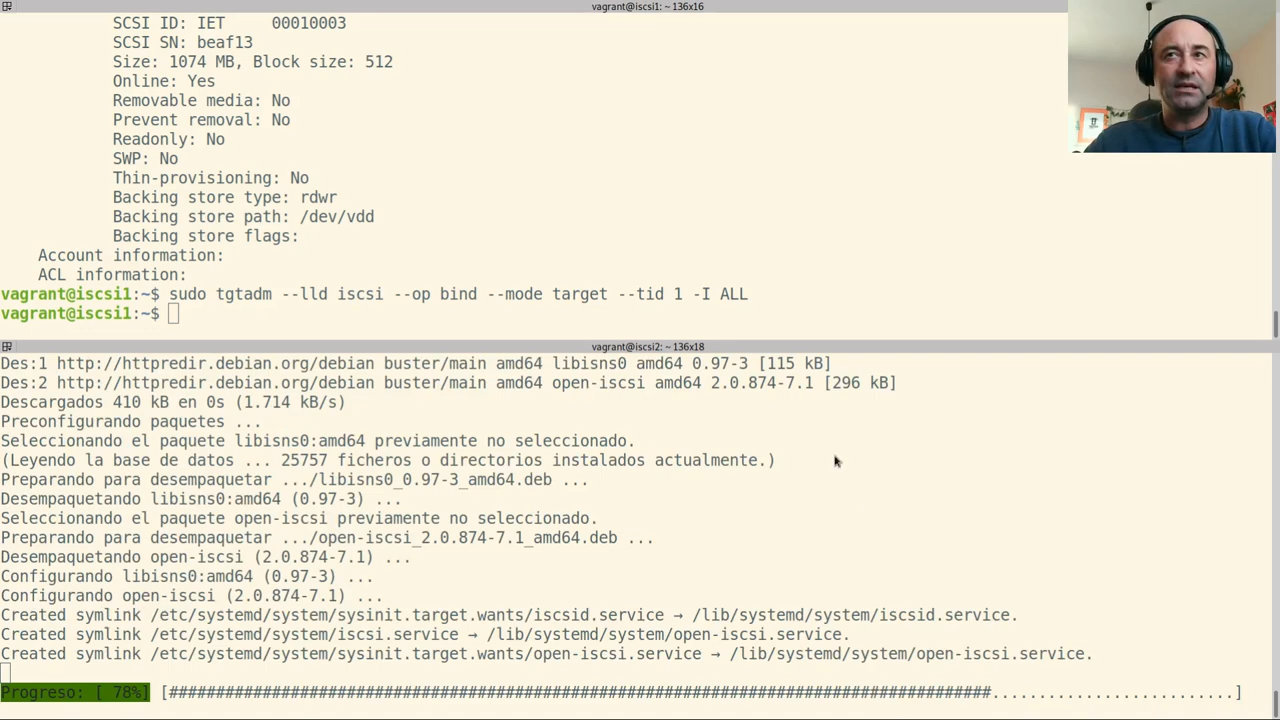 vagrant@iscsi1: ~ 136x16
SCSI ID: IET     00010003
SCSI SN: beaf13
Size: 1074 MB, Block size: 512
Online: Yes
Removable media: No
Prevent removal: No
Readonly: No
SWP: No
Thin-provisioning: No
Backing store type: rdwr
Backing store path: /dev/vdd
Backing store flags:
Account information:
ACL information:
vagrant@iscsi1:~$ sudo tgtadm --lld iscsi --op bind --mode target --tid 1 -I ALL
vagrant@iscsi1:~$
vagrant@iscsi2: ~ 136x18
Des:1 http://httpredir.debian.org/debian buster/main amd64 libisns0 amd64 0.97-3 [115 kB]
Des:2 http://httpredir.debian.org/debian buster/main amd64 open-iscsi amd64 2.0.874-7.1 [296 kB]
Descargados 410 kB en 0s (1.714 kB/s)
Preconfigurando paquetes ...
Seleccionando el paquete libisns0:amd64 previamente no seleccionado.
(Leyendo la base de datos ... 25757 ficheros o directorios instalados actualmente.)
Preparando para desempaquetar .../libisns0_0.97-3_amd64.deb ...
Desempaquetando libisns0:amd64 (0.97-3) ...
Seleccionando el paquete open-iscsi previamente no seleccionado.
Preparando para desempaquetar .../open-iscsi_2.0.874-7.1_amd64.deb ...
Desempaquetando open-iscsi (2.0.874-7.1) ...
Configurando libisns0:amd64 (0.97-3) ...
Configurando open-iscsi (2.0.874-7.1) ...
Created symlink /etc/systemd/system/sysinit.target.wants/iscsid.service → /lib/systemd/system/iscsid.service.
Created symlink /etc/systemd/system/iscsi.service → /lib/systemd/system/open-iscsi.service.
Created symlink /etc/systemd/system/sysinit.target.wants/open-iscsi.service → /lib/systemd/system/open-iscsi.service.
Progreso: [ 78%] [########################################################################################..........................]